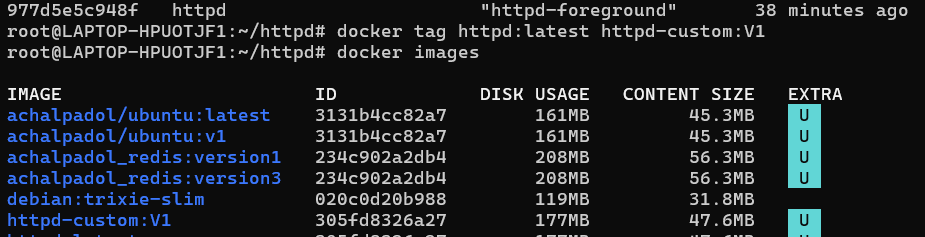 977d5e5c948f   httpd                     "httpd-foreground"       38 minutes ago
root@LAPTOP-HPUOTJF1:~/httpd# docker tag httpd:latest httpd-custom:V1
root@LAPTOP-HPUOTJF1:~/httpd# docker images
IMAGE                     ID             DISK USAGE   CONTENT SIZE   EXTRA
achalpadol/ubuntu:latest   3131b4cc82a7   161MB   45.3MB   U
achalpadol/ubuntu:v1   3131b4cc82a7   161MB   45.3MB   U
achalpadol_redis:version1   234c902a2db4   208MB   56.3MB   U
achalpadol_redis:version3   234c902a2db4   208MB   56.3MB   U
debian:trixie-slim   020c0d20b988   119MB   31.8MB
httpd-custom:V1   305fd8326a27   177MB   47.6MB   U